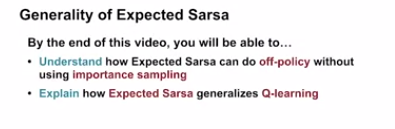 Generality of Expected Sarsa
By the end of this video, you will be able to...
• Understand how Expected Sarsa can do off-policy without
using importance sampling
• Explain how Expected Sarsa generalizes Q-learning